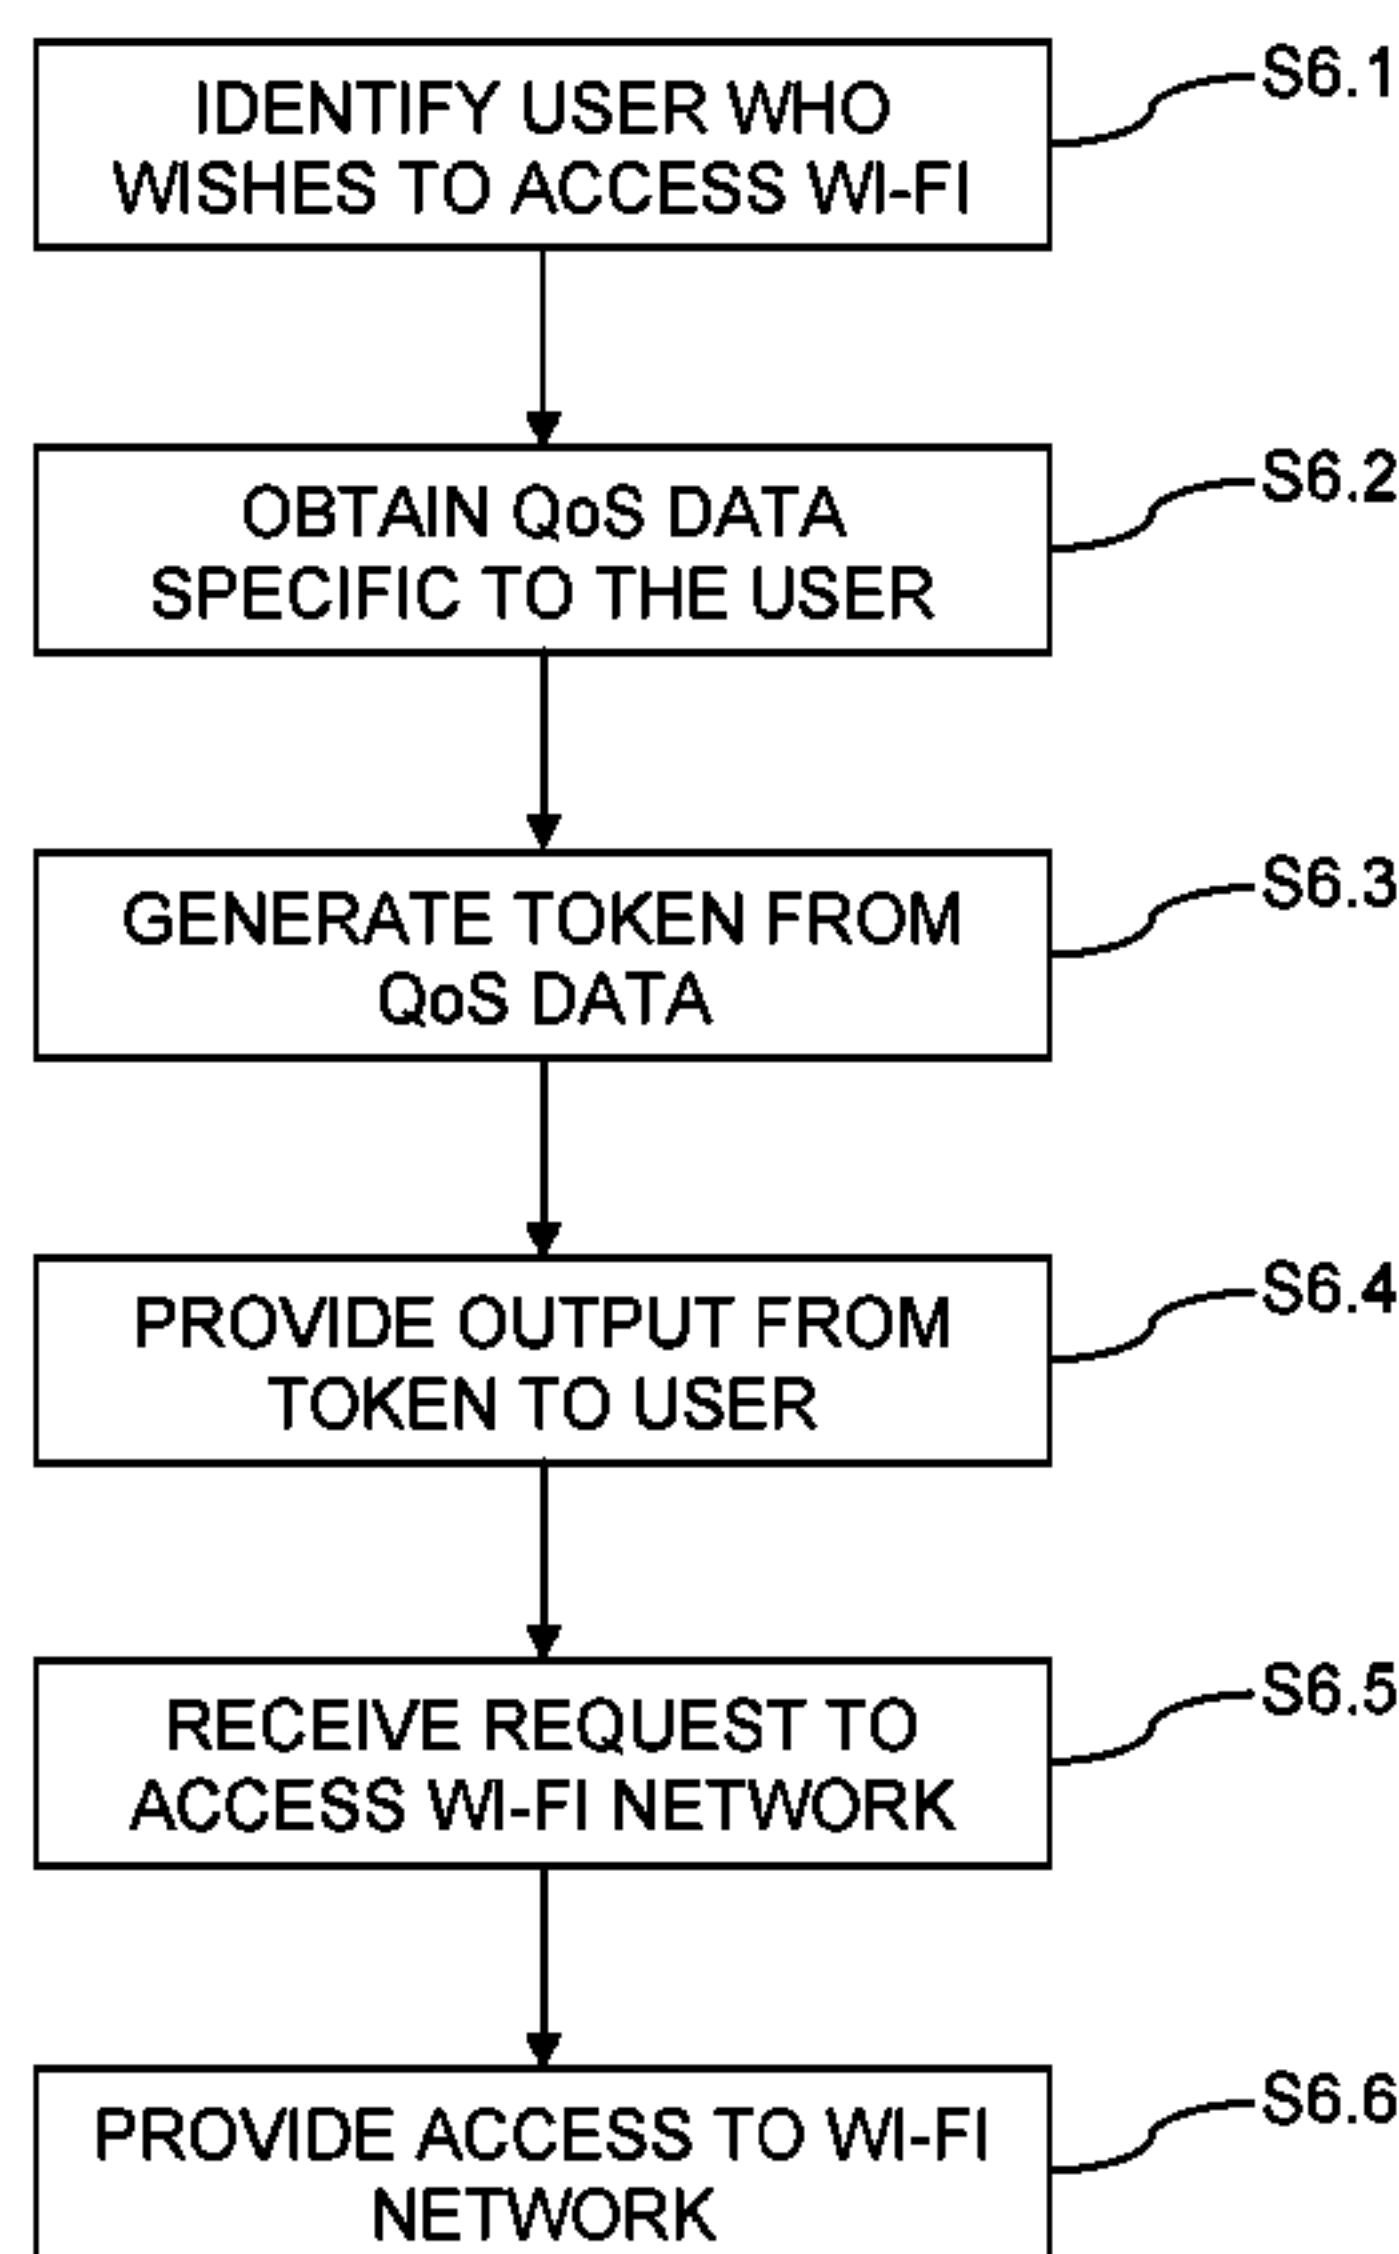 IDENTIFY USER WHO
WISHES TO ACCESS WI-FI
S6.1
OBTAIN QoS DATA
SPECIFIC TO THE USER
S6.2
GENERATE TOKEN FROM
QoS DATA
S6.3
PROVIDE OUTPUT FROM
TOKEN TO USER
S6.4
RECEIVE REQUEST TO
ACCESS WI-FI NETWORK
S6.5
PROVIDE ACCESS TO WI-FI
NETWORK
S6.6